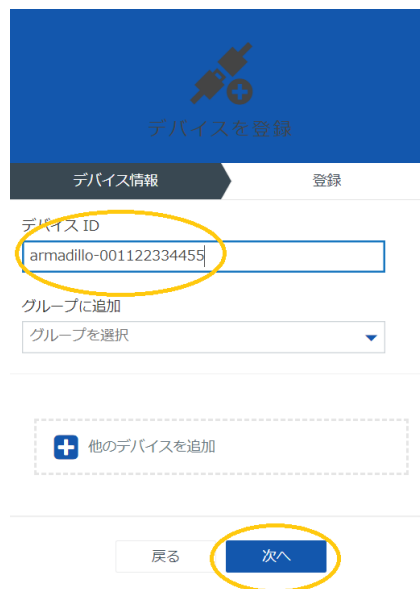 デバイスを登録
デバイス情報
登録
デバイス ID
armadillo-001122334455
グループに追加
グループを選択
他のデバイスを追加
戻る
次へ